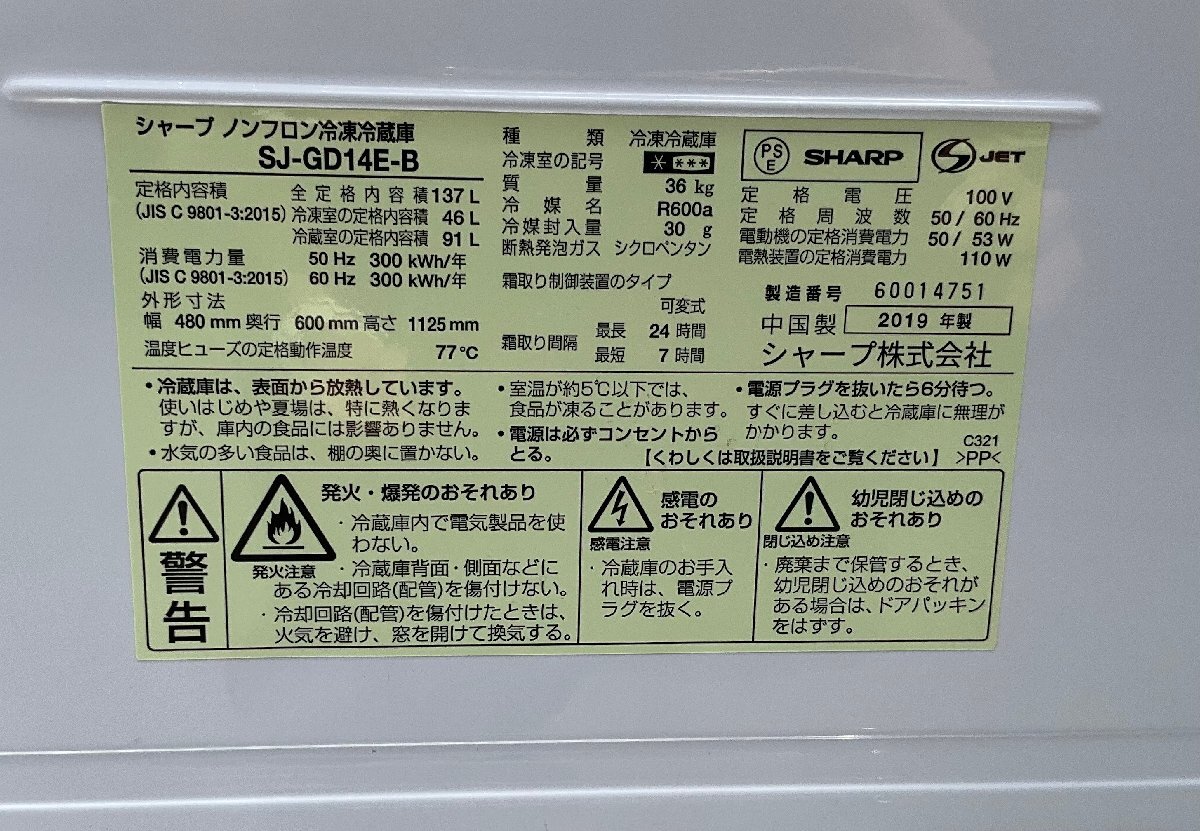 シャープ ノンフロン冷凍冷蔵庫
SJ-GD14E-B
定格内容積 全定格内容積 137 L
(JIS C 9801-3:2015) 冷凍室の定格内容積 46 L
冷蔵室の定格内容積 91 L
消費電力量 50 Hz 300 kWh/年
(JIS C 9801-3:2015) 60 Hz 300 kWh/年
外形寸法
幅 480 mm 奥行 600 mm 高さ 1125 mm
温度ヒューズの定格動作温度 77℃
種類 冷凍冷蔵庫
冷凍室の記号 * ***
質量 36 kg
冷媒名 R600a
冷媒封入量 30 g
断熱発泡ガス シクロペンタン
霜取り制御装置のタイプ
可変式
霜取り間隔 最長 24 時間
最短 7 時間
PS E SHARP S JET
定格電圧 100 V
定格周波数 50 / 60 Hz
電動機の定格消費電力 50 / 53 W
電熱装置の定格消費電力 110 W
製造番号 60014751
中国製 2019 年製
シャープ株式会社
・冷蔵庫は、表面から放熱しています。
使いはじめや夏場は、特に熱くなりま
すが、庫内の食品には影響ありません。
・水気の多い食品は、棚の奥に置かない。
・室温が約5℃以下では、
食品が凍ることがあります。
・電源は必ずコンセントから
とる。
・電源プラグを抜いたら6分待つ。
すぐに差し込むと冷蔵庫に無理が
かかります。
C321
【くわしくは取扱説明書をご覧ください】 >PP<
警告
発火注意
発火・爆発のおそれあり
・冷蔵庫内で電気製品を使
わない。
・冷蔵庫背面・側面などに
ある冷却回路(配管)を傷付けない。
・冷却回路(配管)を傷付けたときは、
火気を避け、窓を開けて換気する。
感電注意
感電の
おそれあり
・冷蔵庫のお手入
れ時は、電源プ
ラグを抜く。
閉じ込め注意
幼児閉じ込めの
おそれあり
・廃棄まで保管するとき、
幼児閉じ込めのおそれが
ある場合は、ドアパッキン
をはずす。